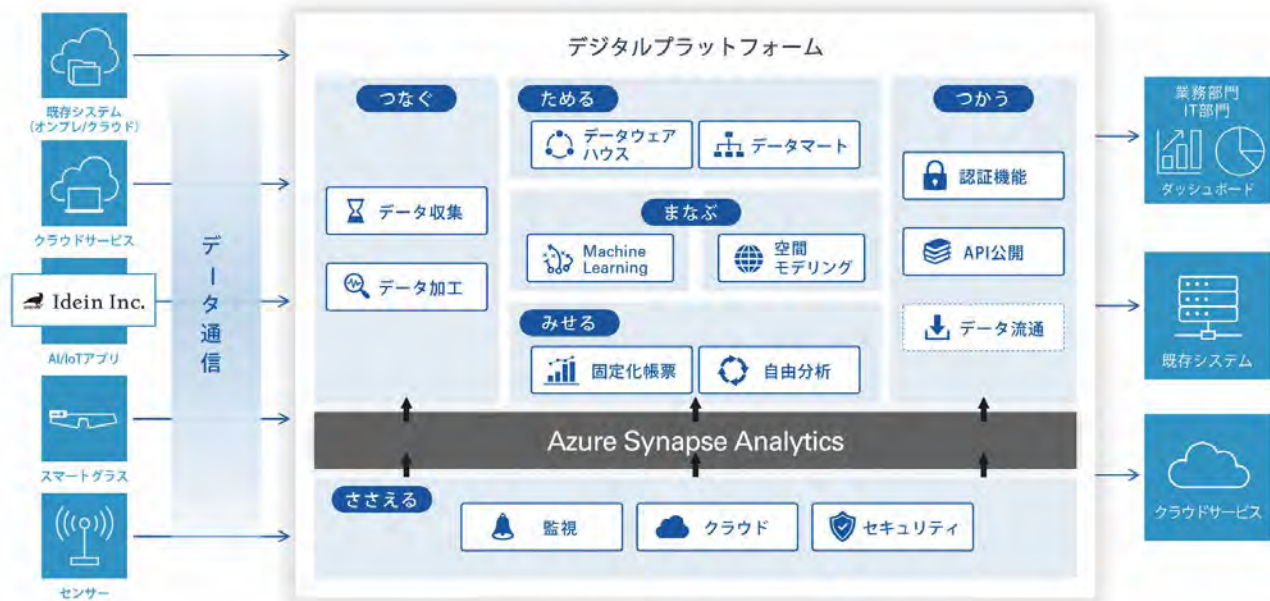 デジタルプラットフォーム
既存システム
(オンプレ/クラウド)
クラウドサービス
Idein Inc.
AI/IoTアプリ
スマートグラス
センサー
データ通信
つなぐ
データ収集
データ加工
ためる
データウェア
ハウス
データマート
まなぶ
Machine
Learning
空間
モデリング
みせる
固定化帳票
自由分析
つかう
認証機能
API公開
データ流通
Azure Synapse Analytics
ささえる
監視
クラウド
セキュリティ
業務部門
IT部門
ダッシュボード
既存システム
クラウドサービス